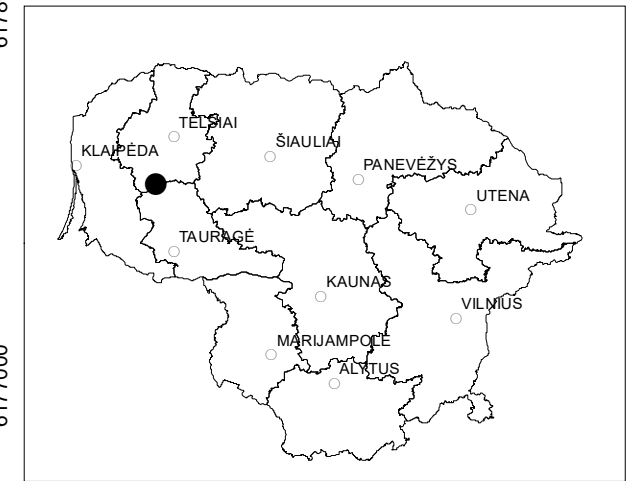 TELŠIAI
KLAIPĖDA
ŠIAULIAI
PANEVĖŽYS
UTENA
TAURAGĖ
KAUNAS
VILNIUS
MARIJAMPOLĖ
ALYTUS